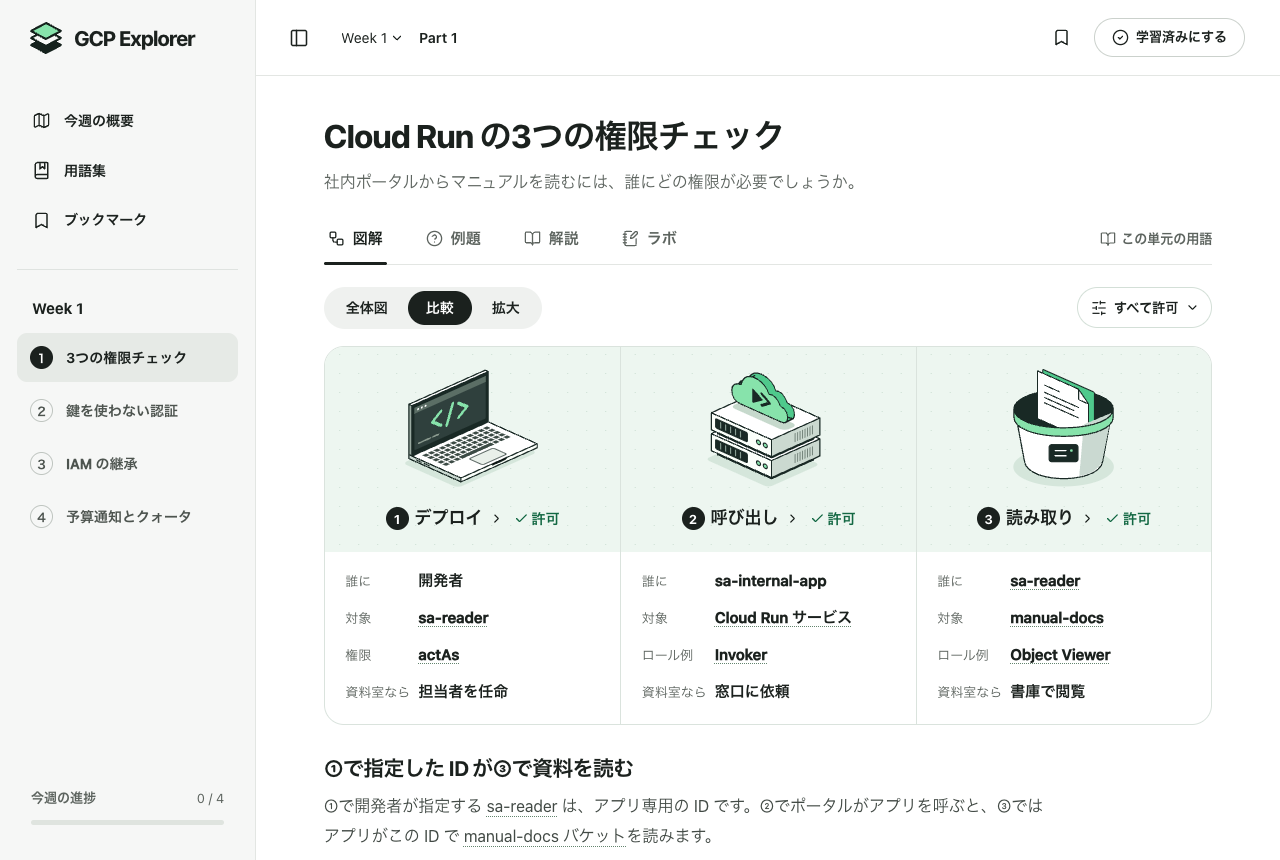 GCP Explorer
今週の概要
用語集
ブックマーク
Week 1
1 3つの権限チェック
2 鍵を使わない認証
3 IAM の継承
4 予算通知とクォータ
今週の進捗 0 / 4
Week 1 Part 1
学習済みにする
Cloud Run の3つの権限チェック
社内ポータルからマニュアルを読むには、誰にどの権限が必要でしょうか。
図解 例題 解説 ラボ この単元の用語
全体図 比較 拡大 すべて許可
</>
1 デプロイ › 許可
誰に 開発者
対象 sa-reader
権限 actAs
資料室なら 担当者を任命
2 呼び出し › 許可
誰に sa-internal-app
対象 Cloud Run サービス
ロール例 Invoker
資料室なら 窓口に依頼
3 読み取り › 許可
誰に sa-reader
対象 manual-docs
ロール例 Object Viewer
資料室なら 書庫で閲覧
①で指定した ID が③で資料を読む
①で開発者が指定する sa-reader は、アプリ専用の ID です。②でポータルがアプリを呼ぶと、③では
アプリがこの ID で manual-docs バケットを読みます。